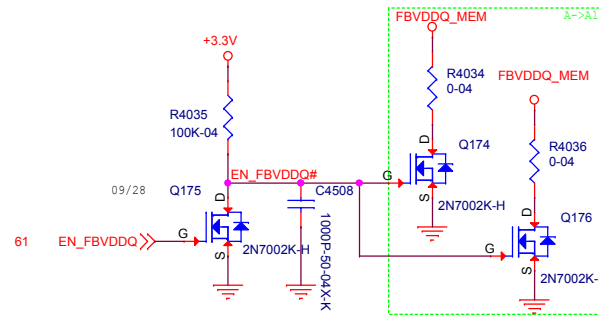 FBVDDQ_MEM
A->A1
+3.3V
R4034
0-04
FBVDDQ_MEM
R4035
100K-04
R4036
0-04
D
Q174
G
S
2N7002K-H
EN_FBVDDQ#
09/28
Q175
D
C4508
1000P-50-04X-K
61
EN_FBVDDQ
G
S
2N7002K-H
D
Q176
G
S
2N7002K-